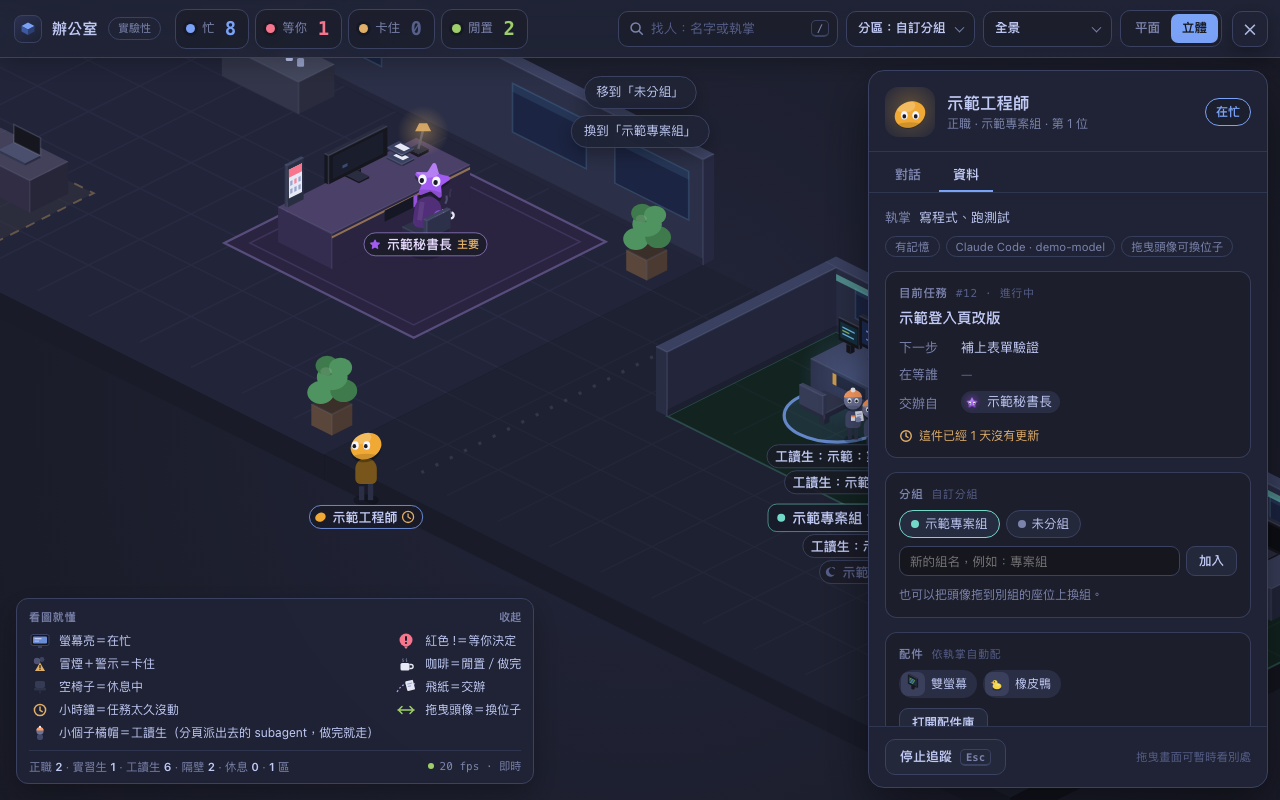 辦公室 實驗性 忙 8 等你 1 卡住 0 閒置 2 找人：名字或執掌 / 分區：自訂分組 全景 平面 立體
移到「未分組」
換到「示範專案組」
示範秘書長 主要
示範工程師
工讀生：示範：
工讀生：示範
示範專案組
工讀生：
示範
看圖就懂 收起
螢幕亮＝在忙 紅色 !＝等你決定
冒煙＋警示＝卡住 咖啡＝閒置 / 做完
空椅子＝休息中 飛紙＝交辦
小時鐘＝任務太久沒動 拖曳頭像＝換位子
小個子橘帽＝工讀生（分頁派出去的 subagent，做完就走）
正職 2 · 實習生 1 · 工讀生 6 · 隔壁 2 · 休息 0 · 1 區 20 fps · 即時
示範工程師
正職 · 示範專案組 · 第 1 位
在忙
對話 資料
執掌 寫程式、跑測試
有記憶 Claude Code · demo-model 拖曳頭像可換位子
目前任務 #12 · 進行中
示範登入頁改版
下一步 補上表單驗證
在等誰 —
交辦自 示範秘書長
這件已經 1 天沒有更新
分組 自訂分組
示範專案組 未分組
新的組名，例如：專案組 加入
也可以把頭像拖到別組的座位上換組。
配件 依執掌自動配
雙螢幕 橡皮鴨
打開配件庫
停止追蹤 Esc 拖曳畫面可暫時看別處